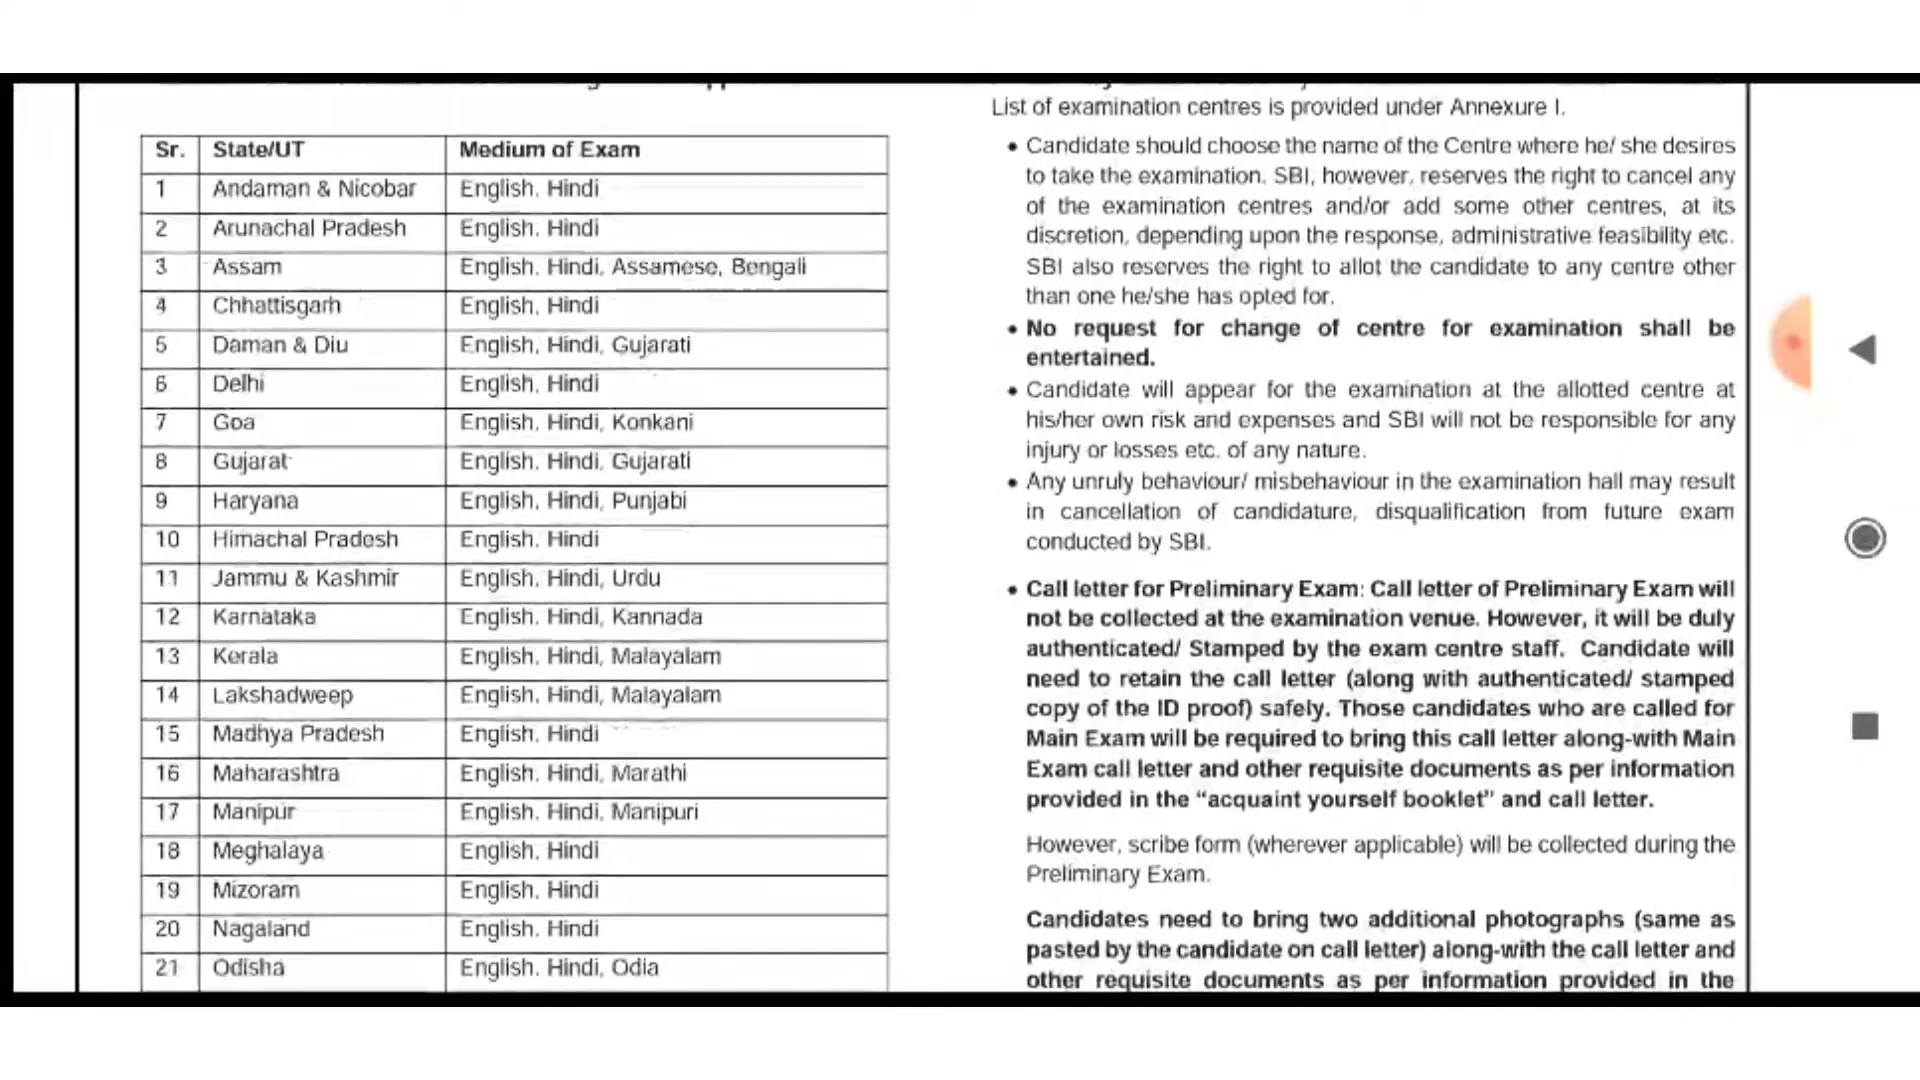 Sr. State/UT Medium of Exam
1 Andaman & Nicobar English, Hindi
2 Arunachal Pradesh English, Hindi
3 Assam English, Hindi, Assamese, Bengali
4 Chhattisgarh English, Hindi
5 Daman & Diu English, Hindi, Gujarati
6 Delhi English, Hindi
7 Goa English, Hindi, Konkani
8 Gujarat English, Hindi, Gujarati
9 Haryana English, Hindi, Punjabi
10 Himachal Pradesh English, Hindi
11 Jammu & Kashmir English, Hindi, Urdu
12 Karnataka English, Hindi, Kannada
13 Kerala English, Hindi, Malayalam
14 Lakshadweep English, Hindi, Malayalam
15 Madhya Pradesh English, Hindi
16 Maharashtra English, Hindi, Marathi
17 Manipur English, Hindi, Manipuri
18 Meghalaya English, Hindi
19 Mizoram English, Hindi
20 Nagaland English, Hindi
21 Odisha English, Hindi, Odia
List of examination centres is provided under Annexure I.
• Candidate should choose the name of the Centre where he/ she desires
to take the examination. SBI, however, reserves the right to cancel any
of the examination centres and/or add some other centres, at its
discretion, depending upon the response, administrative feasibility etc.
SBI also reserves the right to allot the candidate to any centre other
than one he/she has opted for.
• No request for change of centre for examination shall be
entertained.
• Candidate will appear for the examination at the allotted centre at
his/her own risk and expenses and SBI will not be responsible for any
injury or losses etc. of any nature.
• Any unruly behaviour/ misbehaviour in the examination hall may result
in cancellation of candidature, disqualification from future exam
conducted by SBI.
• Call letter for Preliminary Exam: Call letter of Preliminary Exam will
not be collected at the examination venue. However, it will be duly
authenticated/ Stamped by the exam centre staff. Candidate will
need to retain the call letter (along with authenticated/ stamped
copy of the ID proof) safely. Those candidates who are called for
Main Exam will be required to bring this call letter along-with Main
Exam call letter and other requisite documents as per information
provided in the “acquaint yourself booklet” and call letter.
However, scribe form (wherever applicable) will be collected during the
Preliminary Exam.
Candidates need to bring two additional photographs (same as
pasted by the candidate on call letter) along-with the call letter and
other requisite documents as per information provided in the